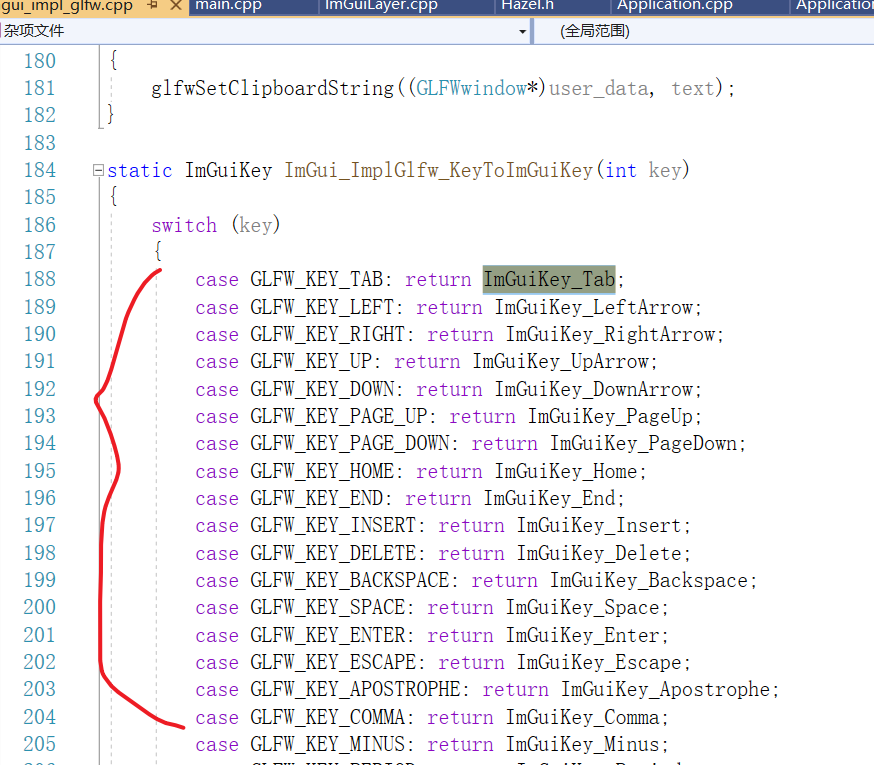 gui_impl_glfw.cpp main.cpp ImGuiLayer.cpp Hazel.h Application.cpp Application
杂项文件 (全局范围)
180 {
181 glfwSetClipboardString((GLFWwindow*)user_data, text);
182 }
183
184 static ImGuiKey ImGui_ImplGlfw_KeyToImGuiKey(int key)
185 {
186 switch (key)
187 {
188 case GLFW_KEY_TAB: return ImGuiKey_Tab;
189 case GLFW_KEY_LEFT: return ImGuiKey_LeftArrow;
190 case GLFW_KEY_RIGHT: return ImGuiKey_RightArrow;
191 case GLFW_KEY_UP: return ImGuiKey_UpArrow;
192 case GLFW_KEY_DOWN: return ImGuiKey_DownArrow;
193 case GLFW_KEY_PAGE_UP: return ImGuiKey_PageUp;
194 case GLFW_KEY_PAGE_DOWN: return ImGuiKey_PageDown;
195 case GLFW_KEY_HOME: return ImGuiKey_Home;
196 case GLFW_KEY_END: return ImGuiKey_End;
197 case GLFW_KEY_INSERT: return ImGuiKey_Insert;
198 case GLFW_KEY_DELETE: return ImGuiKey_Delete;
199 case GLFW_KEY_BACKSPACE: return ImGuiKey_Backspace;
200 case GLFW_KEY_SPACE: return ImGuiKey_Space;
201 case GLFW_KEY_ENTER: return ImGuiKey_Enter;
202 case GLFW_KEY_ESCAPE: return ImGuiKey_Escape;
203 case GLFW_KEY_APOSTROPHE: return ImGuiKey_Apostrophe;
204 case GLFW_KEY_COMMA: return ImGuiKey_Comma;
205 case GLFW_KEY_MINUS: return ImGuiKey_Minus;